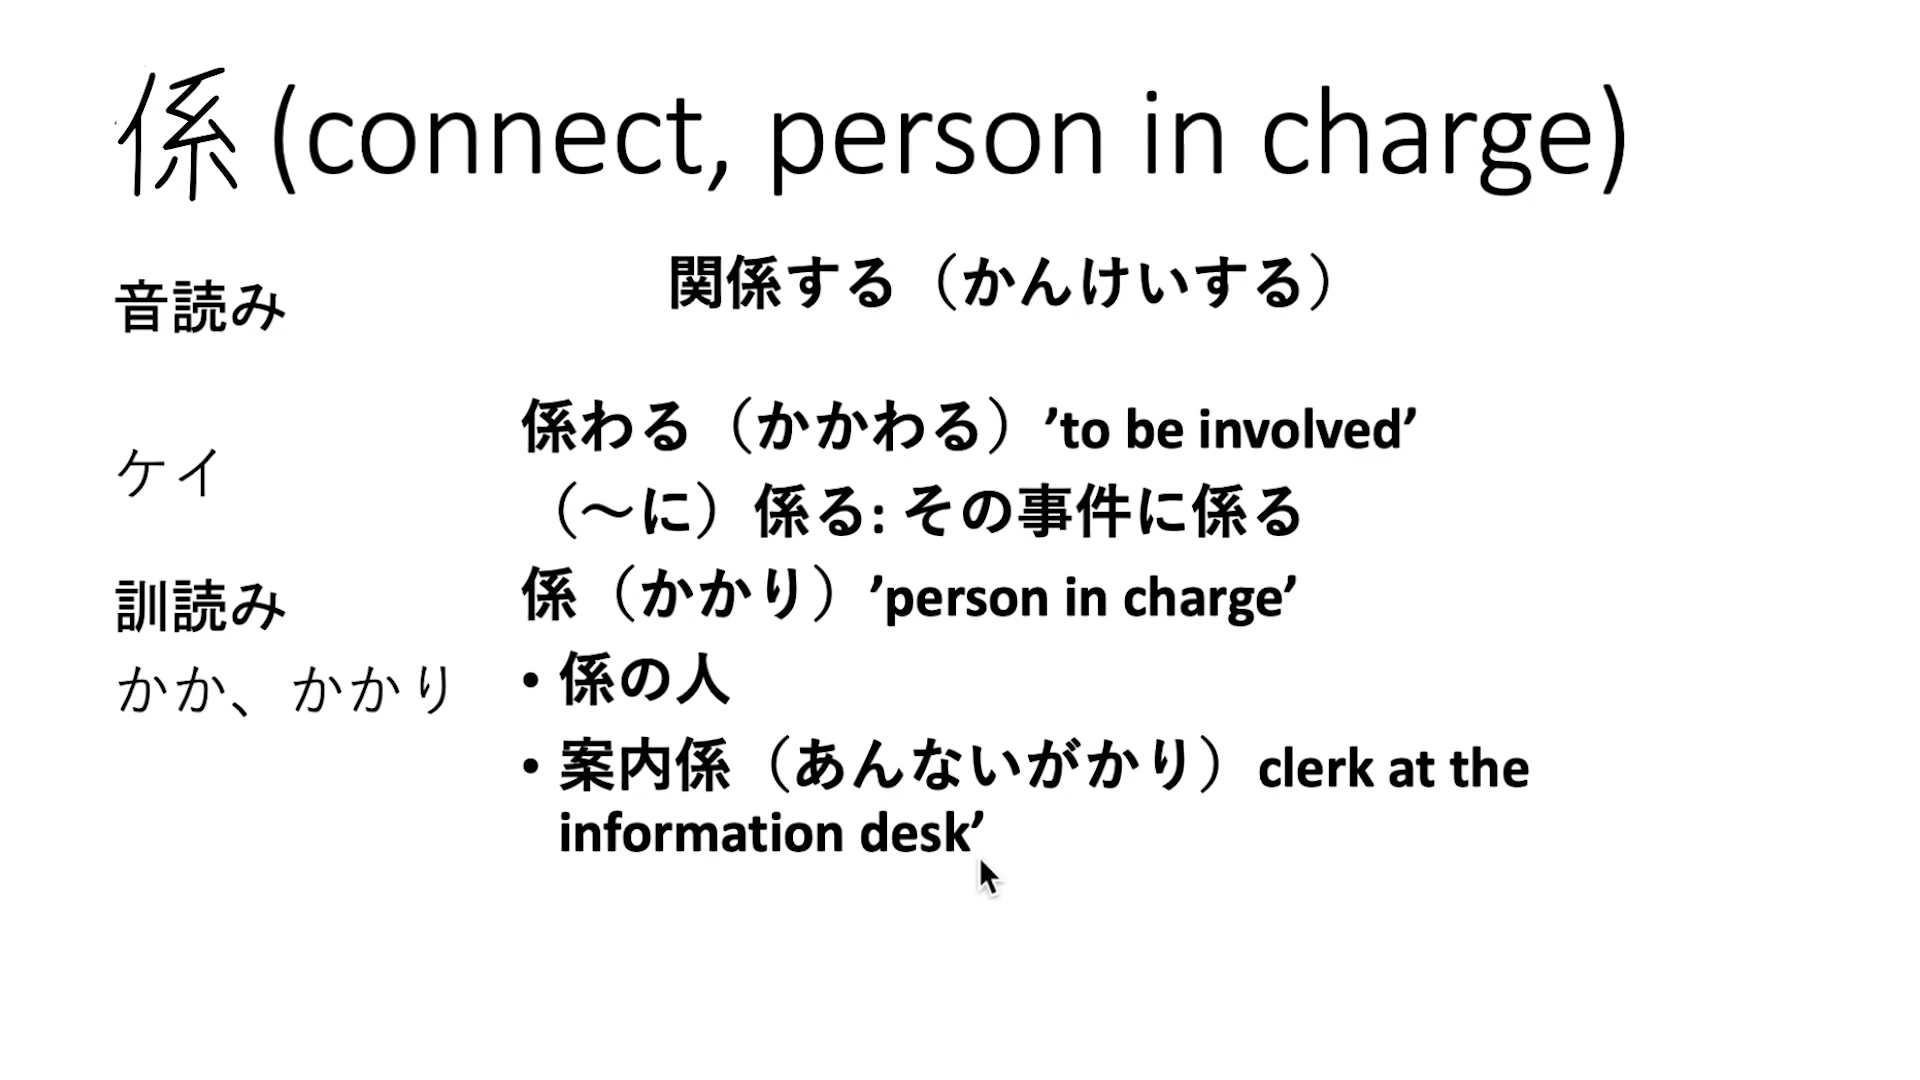 係 (connect, person in charge)
音読み
ケイ
訓読み
かか、かかり
関係する（かんけいする）
係わる（かかわる）’to be involved’
（～に）係る: その事件に係る
係（かかり）’person in charge’
• 係の人
• 案内係（あんないがかり）clerk at the
information desk’